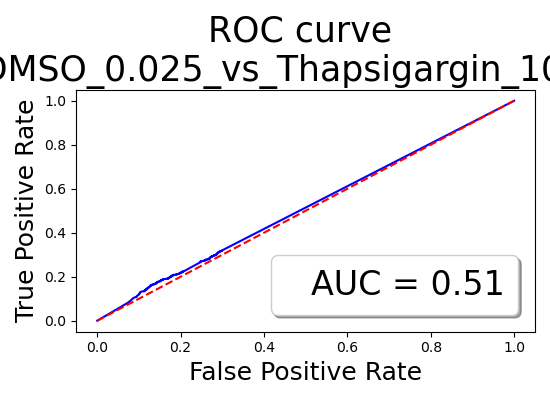 ROC curve
DMSO_0.025_vs_Thapsigargin_10
True Positive Rate
1.0
0.8
0.6
0.4
0.2
0.0
AUC = 0.51
0.0 0.2 0.4 0.6 0.8 1.0
False Positive Rate